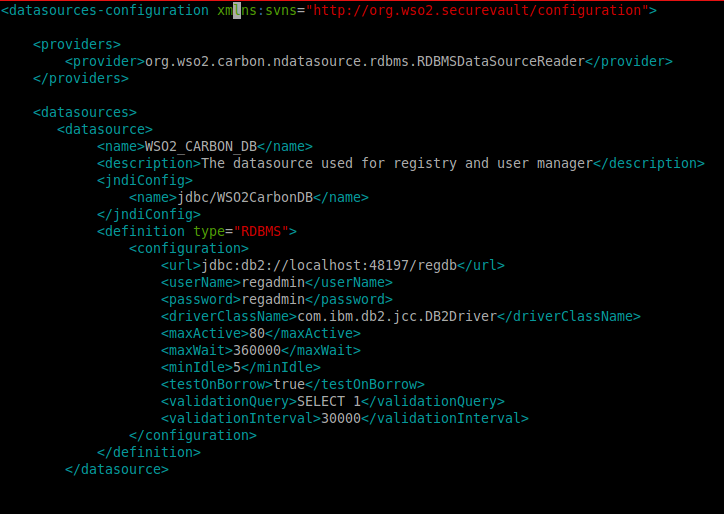 <datasources-configuration xmlns:svns="http://org.wso2.securevault/configuration">
<providers>
<provider>org.wso2.carbon.ndatasource.rdbms.RDBMSDataSourceReader</provider>
</providers>
<datasources>
<datasource>
<name>WSO2_CARBON_DB</name>
<description>The datasource used for registry and user manager</description>
<jndiConfig>
<name>jdbc/WSO2CarbonDB</name>
</jndiConfig>
<definition type="RDBMS">
<configuration>
<url>jdbc:db2://localhost:48197/regdb</url>
<userName>regadmin</userName>
<password>regadmin</password>
<driverClassName>com.ibm.db2.jcc.DB2Driver</driverClassName>
<maxActive>80</maxActive>
<maxWait>360000</maxWait>
<minIdle>5</minIdle>
<testOnBorrow>true</testOnBorrow>
<validationQuery>SELECT 1</validationQuery>
<validationInterval>30000</validationInterval>
</configuration>
</definition>
</datasource>